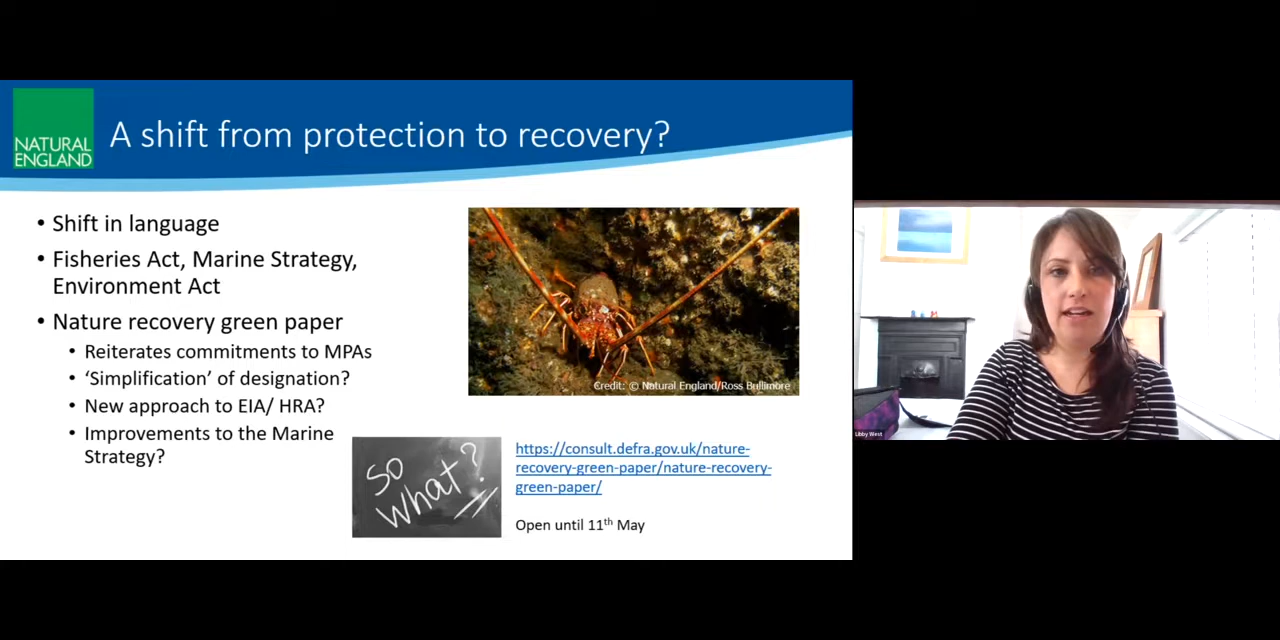 NATURAL
ENGLAND
A shift from protection to recovery?
• Shift in language
• Fisheries Act, Marine Strategy,
Environment Act
• Nature recovery green paper
• Reiterates commitments to MPAs
• ‘Simplification’ of designation?
• New approach to EIA/ HRA?
• Improvements to the Marine
Strategy?
Credit: © Natural England/Ross Bullimore
So
what?
https://consult.defra.gov.uk/nature-
recovery-green-paper/nature-recovery-
green-paper/
Open until 11th May
Libby West